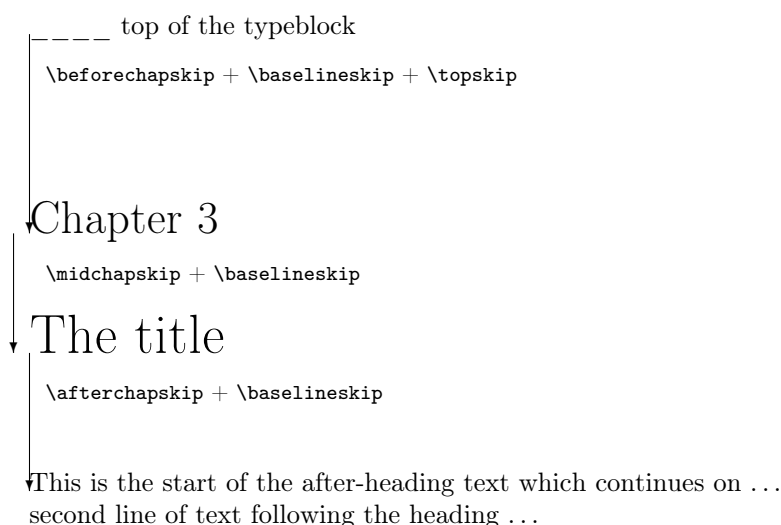 ____ top of the typeblock
\beforechapskip + \baselineskip + \topskip
Chapter 3
\midchapskip + \baselineskip
The title
\afterchapskip + \baselineskip
This is the start of the after-heading text which continues on ...
second line of text following the heading ...